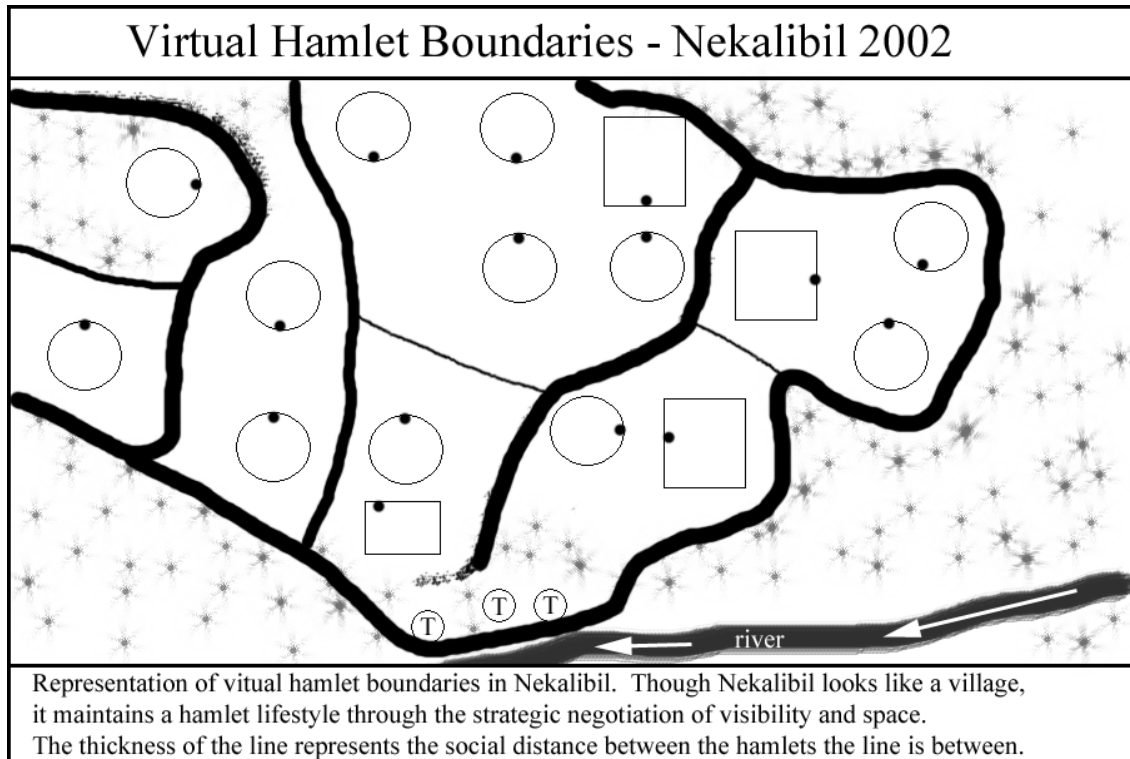 Virtual Hamlet Boundaries - Nekalibil 2002
T
T
T
river
Representation of vitual hamlet boundaries in Nekalibil.  Though Nekalibil looks like a village,
it maintains a hamlet lifestyle through the strategic negotiation of visibility and space.
The thickness of the line represents the social distance between the hamlets the line is between.